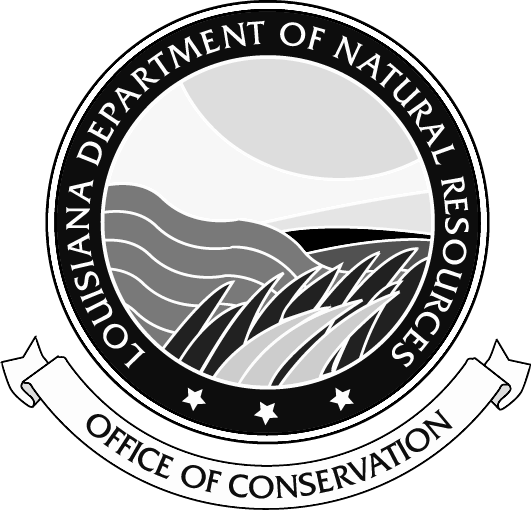 LOUISIANA DEPARTMENT OF NATURAL RESOURCES
OFFICE OF CONSERVATION